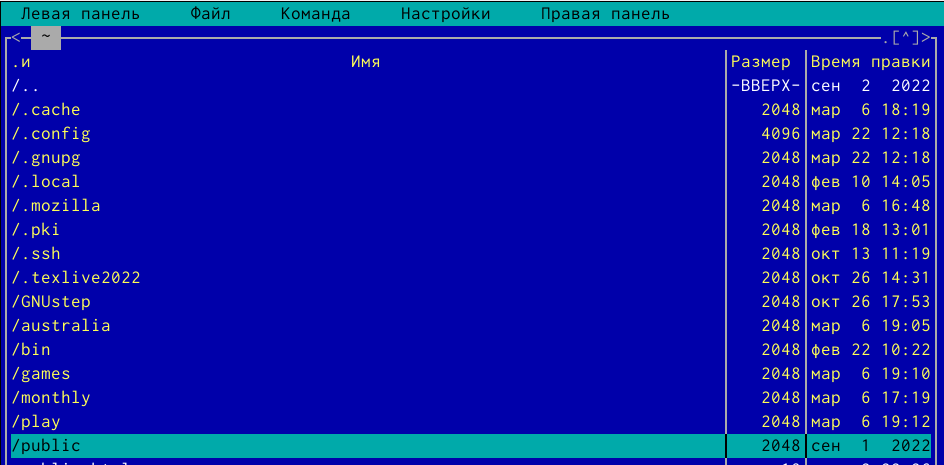 Левая панель Файл Команда Настройки Правая панель
<- ~ .[^]>
.и Имя Размер Время правки
/.. -ВВЕРХ- сен 2 2022
/.cache 2048 мар 6 18:19
/.config 4096 мар 22 12:18
/.gnupg 2048 мар 22 12:18
/.local 2048 фев 10 14:05
/.mozilla 2048 мар 6 16:48
/.pki 2048 фев 18 13:01
/.ssh 2048 окт 13 11:19
/.texlive2022 2048 окт 26 14:31
/GNUstep 2048 окт 26 17:53
/australia 2048 мар 6 19:05
/bin 2048 фев 22 10:22
/games 2048 мар 6 19:10
/monthly 2048 мар 6 17:19
/play 2048 мар 6 19:12
/public 2048 сен 1 2022